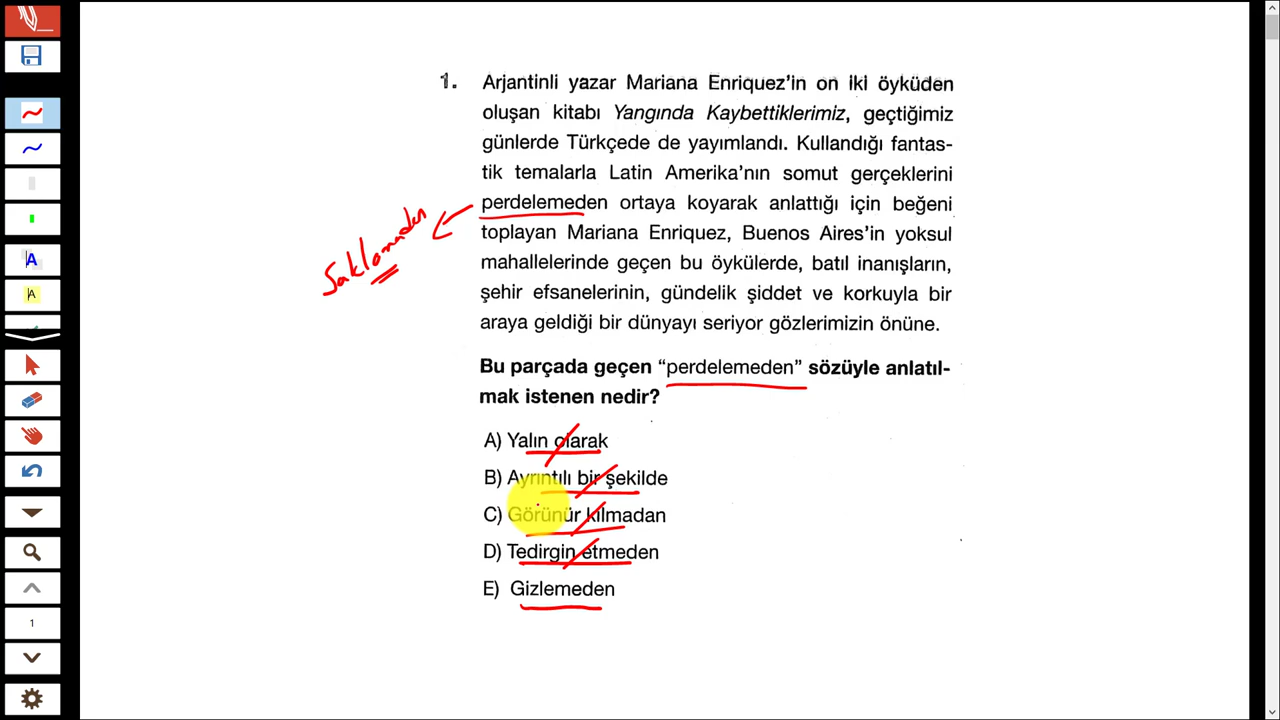 1. Arjantinli yazar Mariana Enriquez'in on iki öyküden
oluşan kitabı Yangında Kaybettiklerimiz, geçtiğimiz
günlerde Türkçede de yayımlandı. Kullandığı fantas-
tik temalarla Latin Amerika'nın somut gerçeklerini
perdelemeden ortaya koyarak anlattığı için beğeni
toplayan Mariana Enriquez, Buenos Aires'in yoksul
mahallelerinde geçen bu öykülerde, batıl inanışların,
şehir efsanelerinin, gündelik şiddet ve korkuyla bir
araya geldiği bir dünyayı seriyor gözlerimizin önüne.
Saklamadan
Bu parçada geçen “perdelemeden” sözüyle anlatıl-
mak istenen nedir?
A) Yalın olarak
B) Ayrıntılı bir şekilde
C) Görünür kılmadan
D) Tedirgin etmeden
E) Gizlemeden
A
A
1